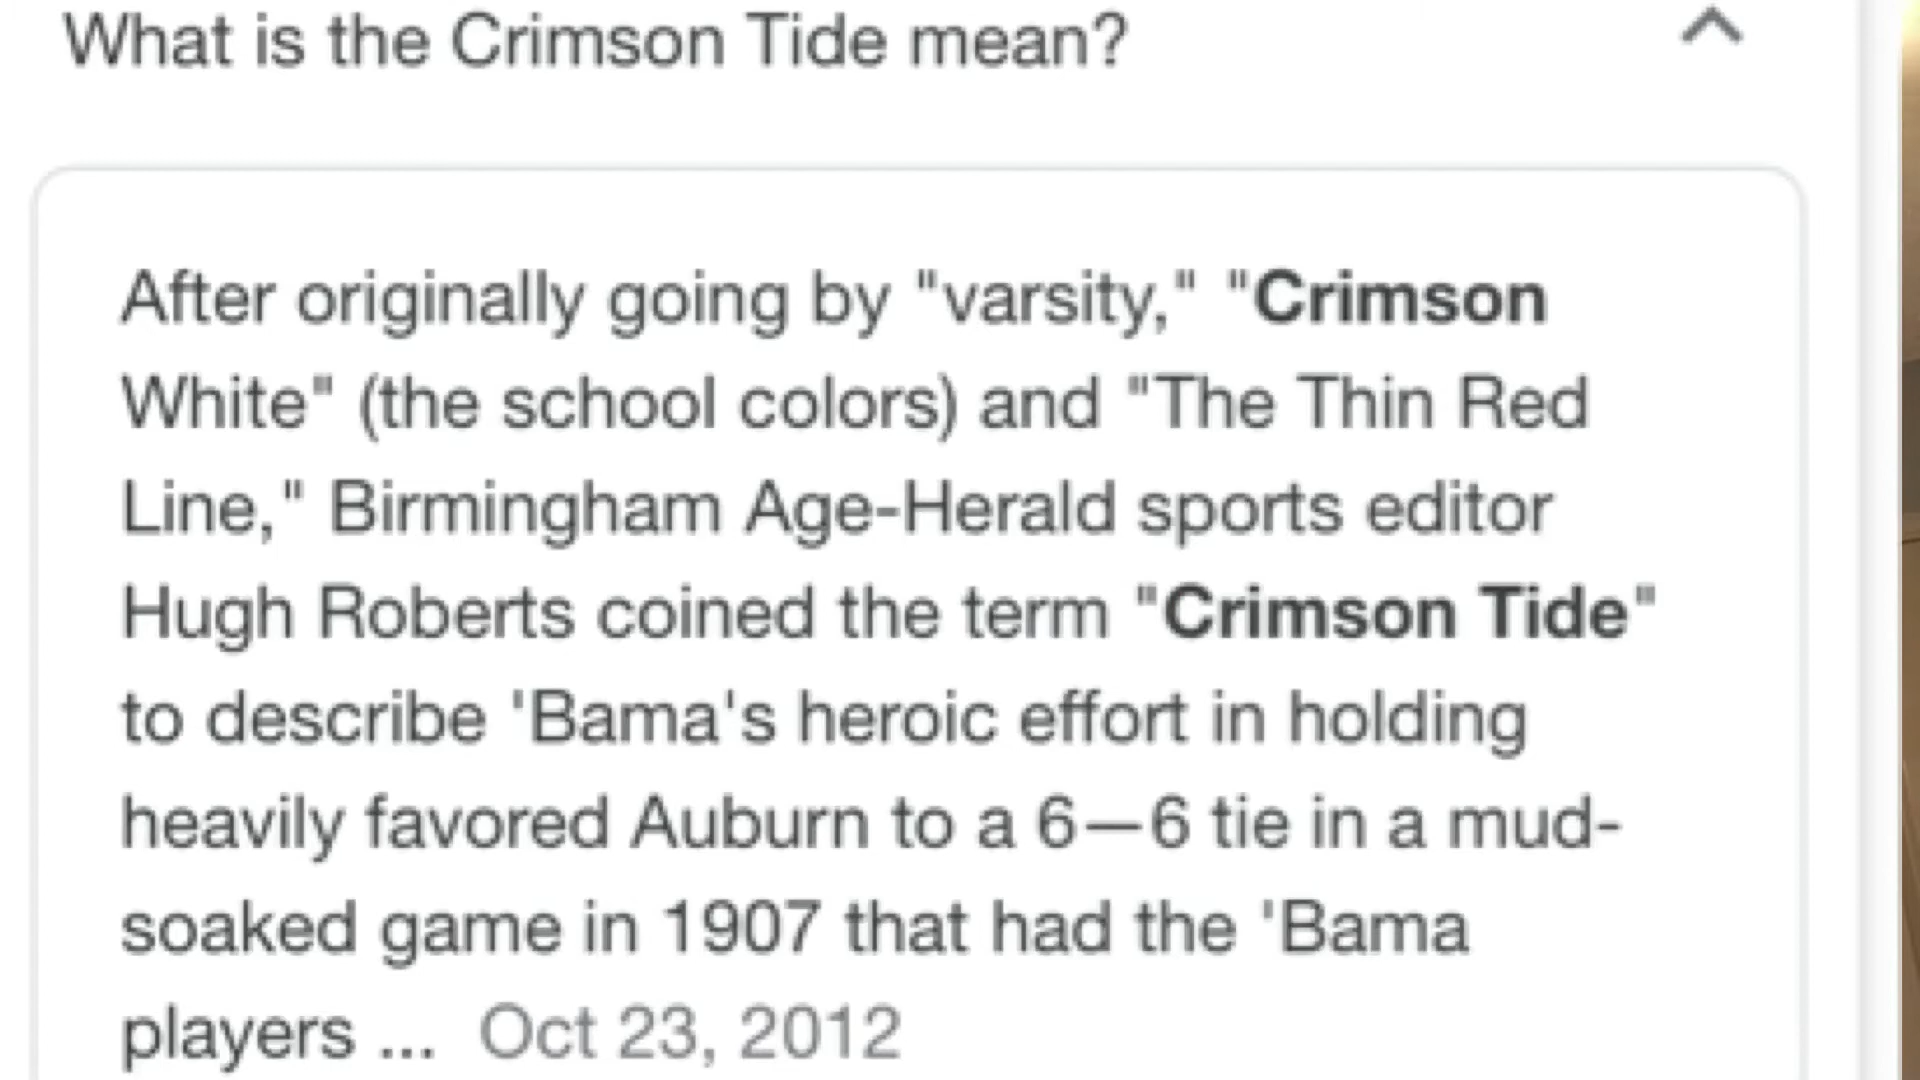 What is the Crimson Tide mean?
After originally going by "varsity," "Crimson
White" (the school colors) and "The Thin Red
Line," Birmingham Age-Herald sports editor
Hugh Roberts coined the term "Crimson Tide"
to describe 'Bama's heroic effort in holding
heavily favored Auburn to a 6—6 tie in a mud-
soaked game in 1907 that had the 'Bama
players ... Oct 23, 2012